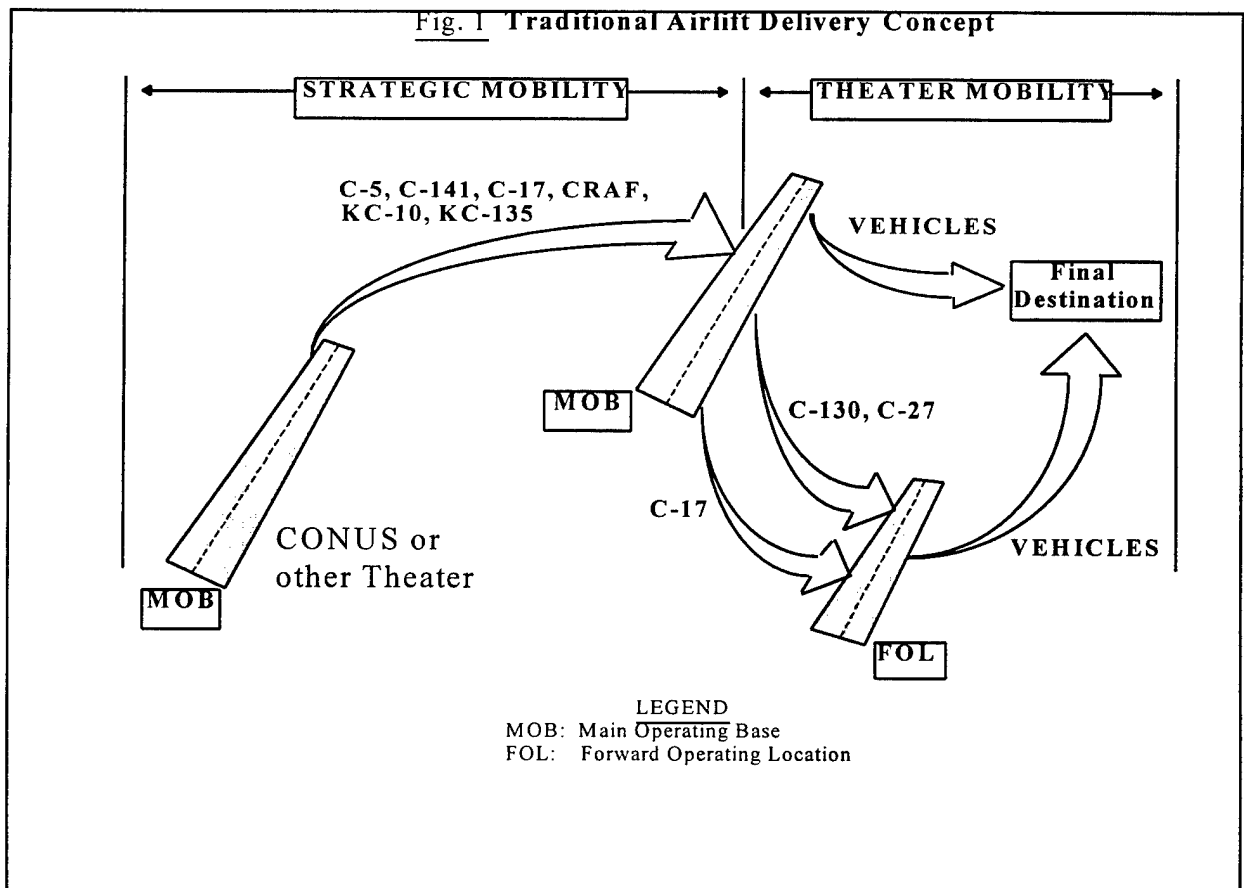 Fig. 1 Traditional Airlift Delivery Concept
STRATEGIC MOBILITY
THEATER MOBILITY
C-5, C-141, C-17, CRAF,
KC-10, KC-135
VEHICLES
Final
Destination
MOB
C-130, C-27
C-17
CONUS or
other Theater
VEHICLES
MOB
FOL
LEGEND
MOB: Main Operating Base
FOL: Forward Operating Location